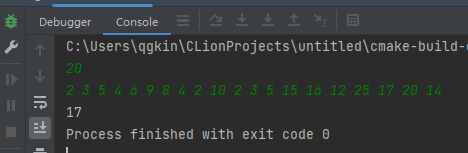 Debugger
Console
C:\Users\qgkin\CLionProjects\untitled\cmake-build-
20
2 3 5 4 6 9 8 4 2 10 2 3 5 15 16 12 25 17 20 14
17
Process finished with exit code 0